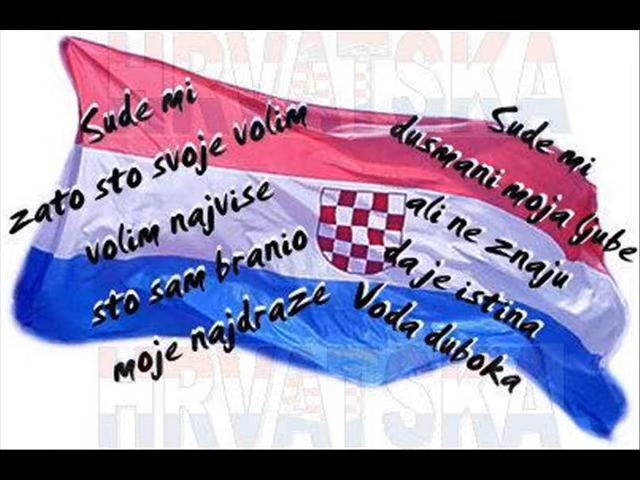 HRVATSKA
Sude mi
zato sto svoje volim
volim najvise
sto sam branio
moje najdraze
Sude mi
dusmani moja ljube
ali ne znaju
da je istina
Voda duboka
HRVATSKA